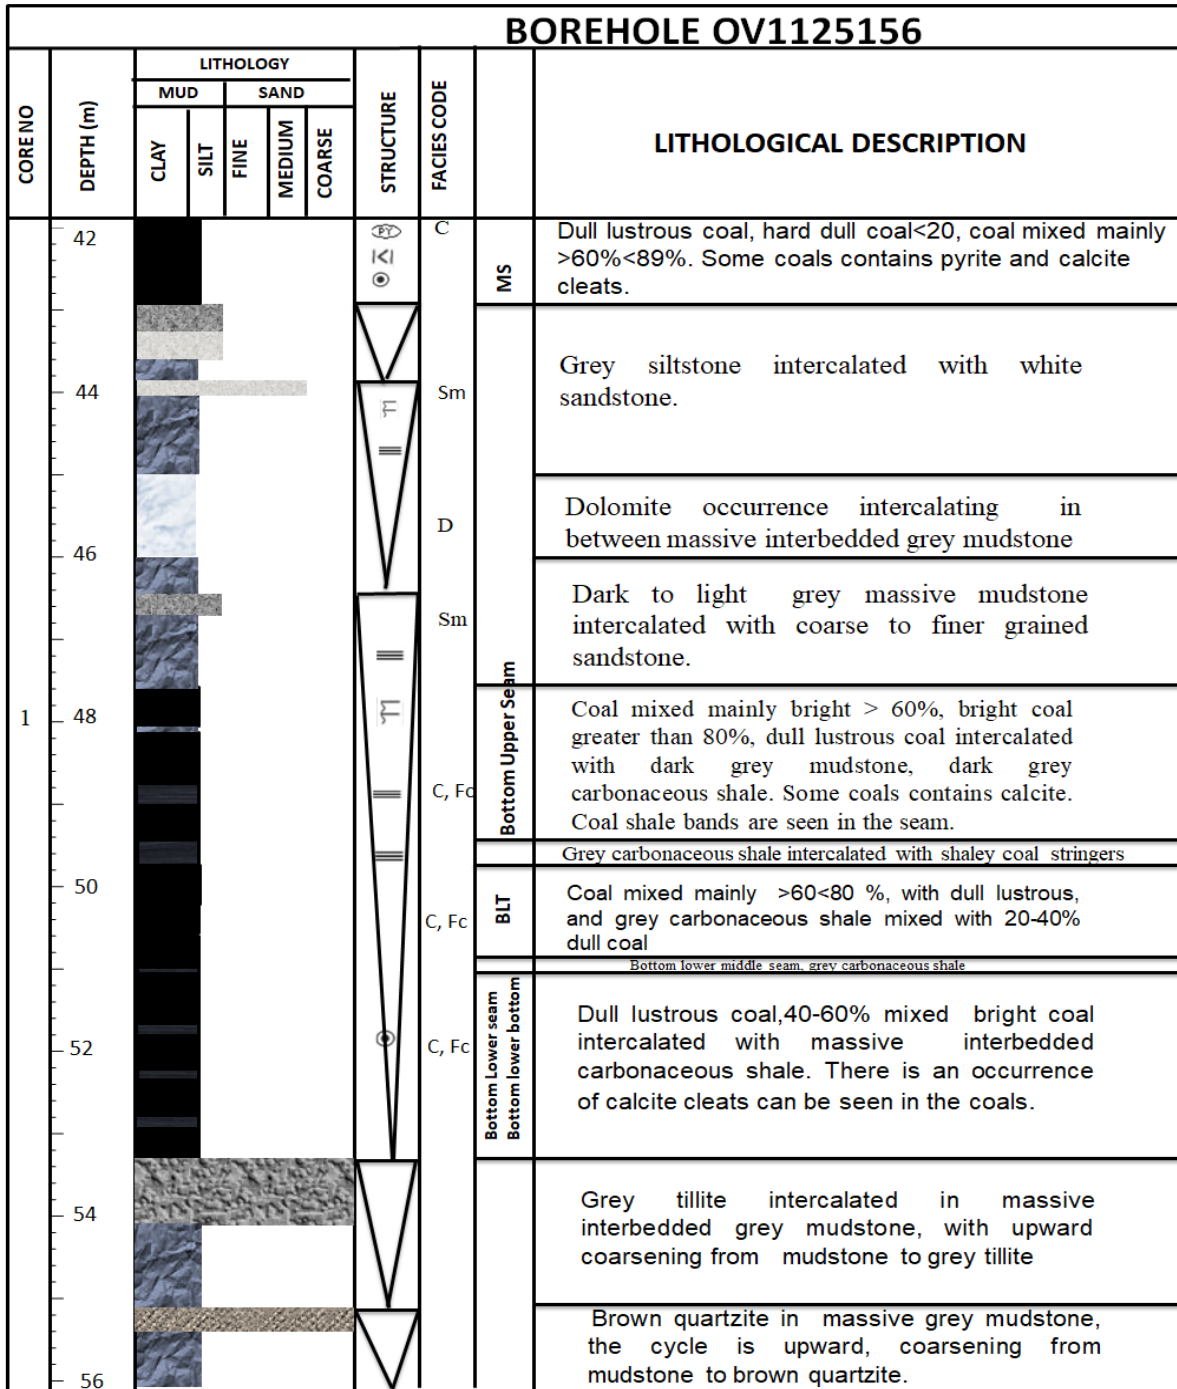 BOREHOLE OV1125156
CORE NO
DEPTH (m)
LITHOLOGY
MUD
SAND
CLAY
SILT
FINE
MEDIUM
COARSE
STRUCTURE
FACIES CODE
LITHOLOGICAL DESCRIPTION
42
PY
C
MS
Dull lustrous coal, hard dull coal<20, coal mixed mainly
>60%<89%. Some coals contains pyrite and calcite
cleats.
Grey siltstone intercalated with white
sandstone.
44
Sm
Dolomite occurrence intercalating in
between massive interbedded grey mudstone
D
46
Dark to light grey massive mudstone
intercalated with coarse to finer grained
sandstone.
Sm
1
48
Bottom Upper Seam
Coal mixed mainly bright > 60%, bright coal
greater than 80%, dull lustrous coal intercalated
with dark grey mudstone, dark grey
carbonaceous shale. Some coals contains calcite.
Coal shale bands are seen in the seam.
C, Fc
Grey carbonaceous shale intercalated with shaley coal stringers
50
C, Fc
BLT
Coal mixed mainly >60<80 %, with dull lustrous,
and grey carbonaceous shale mixed with 20-40%
dull coal
Bottom lower middle seam, grey carbonaceous shale
52
C, Fc
Bottom Lower seam
Bottom lower bottom
Dull lustrous coal,40-60% mixed bright coal
intercalated with massive interbedded
carbonaceous shale. There is an occurrence
of calcite cleats can be seen in the coals.
54
Grey tillite intercalated in massive
interbedded grey mudstone, with upward
coarsening from mudstone to grey tillite
Brown quartzite in massive grey mudstone,
the cycle is upward, coarsening from
mudstone to brown quartzite.
56